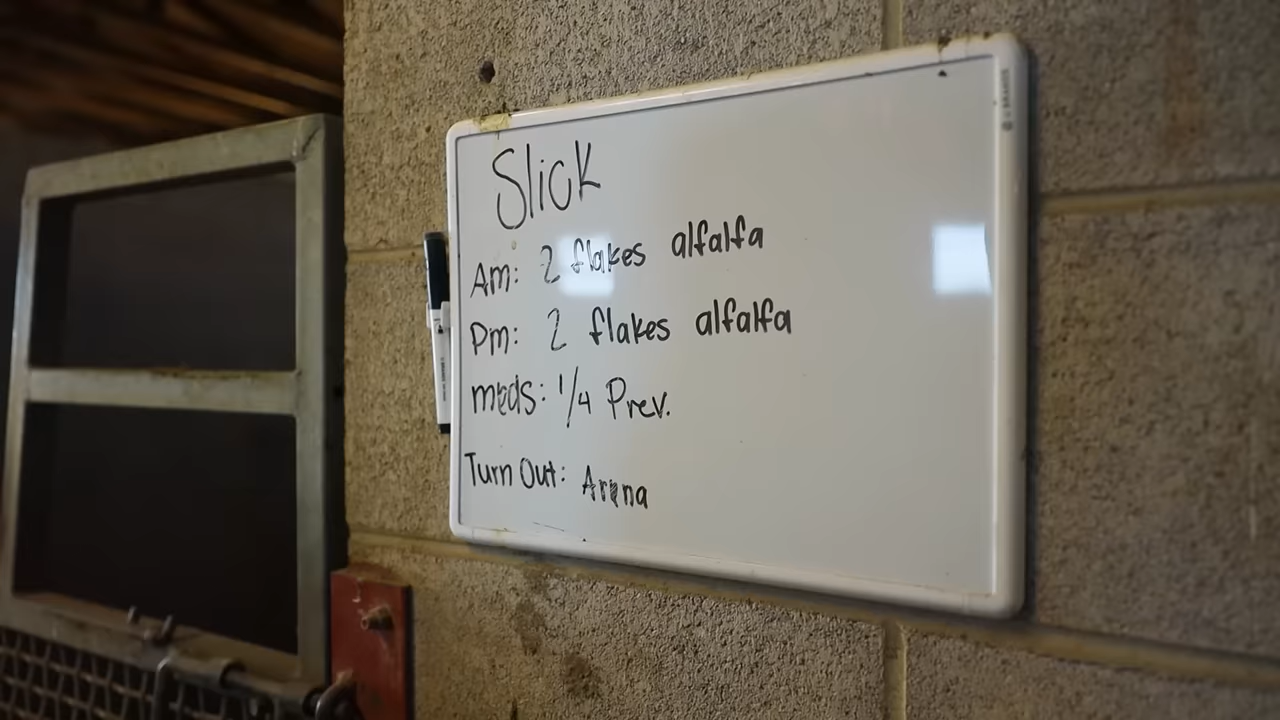 Slick
Am: 2 flakes alfalfa
Pm: 2 flakes alfalfa
meds: 1/4 Prev.
Turn Out: Arena